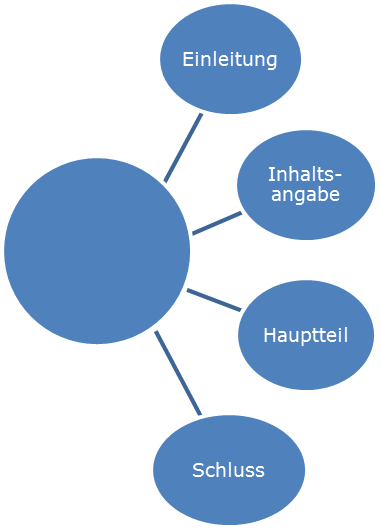 Einleitung
Inhalts-
angabe
Hauptteil
Schluss